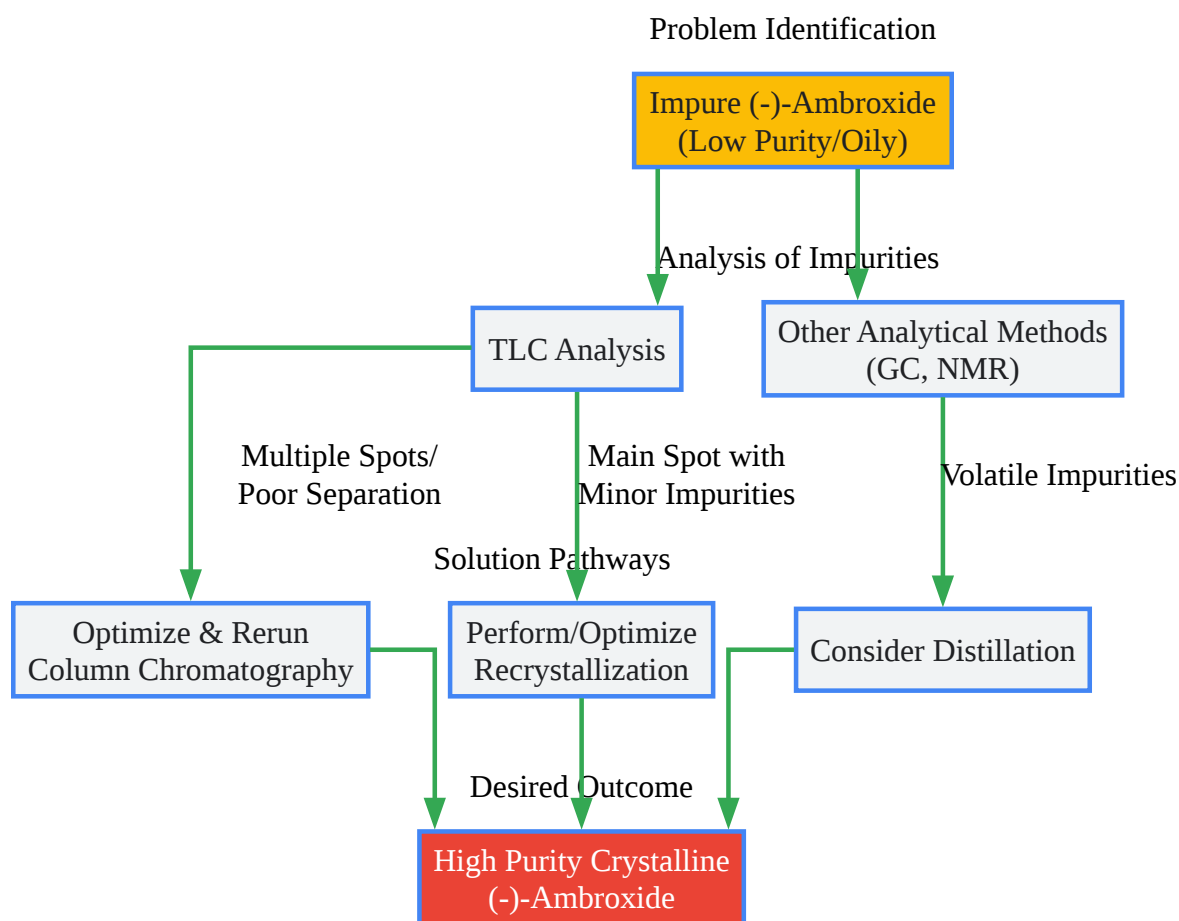 Problem Identification
Impure (-)-Ambroxide
(Low Purity/Oily)
Analysis of Impurities
TLC Analysis
Other Analytical Methods
(GC, NMR)
Multiple Spots/
Poor Separation
Main Spot with
Minor Impurities
Volatile Impurities
Solution Pathways
Optimize & Rerun
Column Chromatography
Perform/Optimize
Recrystallization
Consider Distillation
Desired Outcome
High Purity Crystalline
(-)-Ambroxide